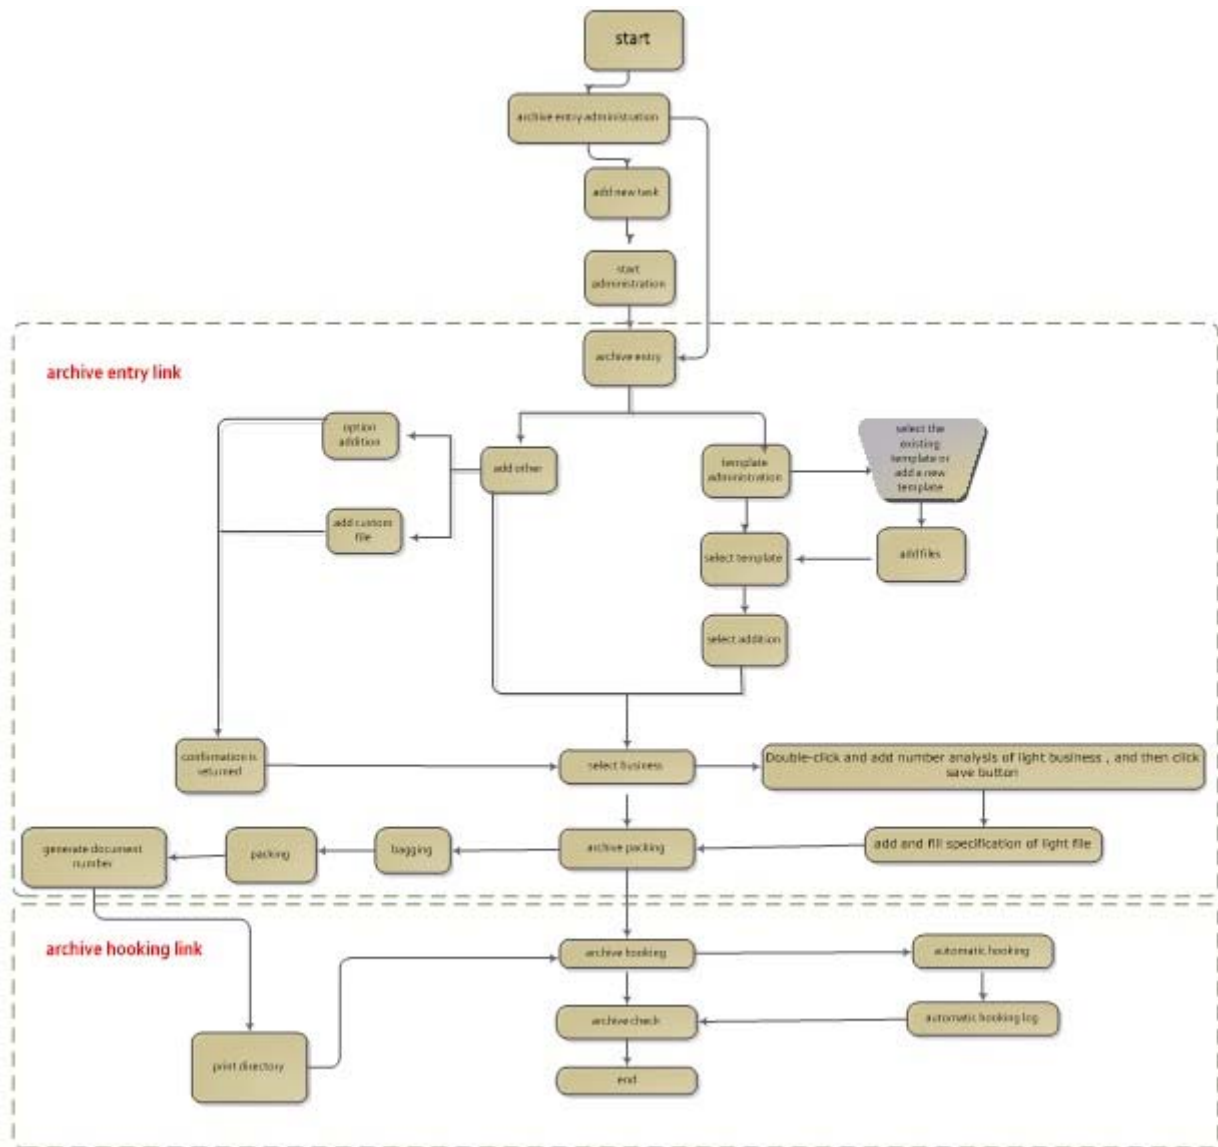 start
archive entry administration
add new task
start
administration
archive entry
archive entry link
option
addition
add other
template
administration
select the
existing
template or
add a new
template
add custom
file
select template
add files
select addition
confirmation is
returned
select business
Double-click and add number analysis of light business , and then click
save button
generate document
number
packing
bagging
archive packing
add and fill specification of light file
archive hooking link
archive hooking
automatic hooking
archive check
automatic hooking log
print directory
end